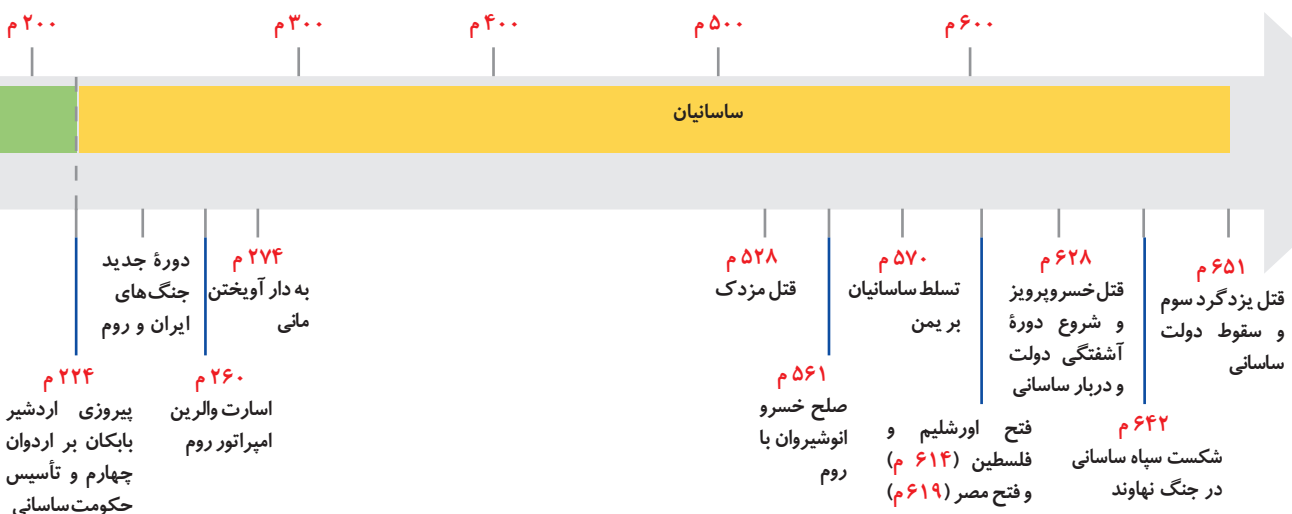 ۲۰۰ م
۳۰۰ م
۴۰۰ م
۵۰۰ م
۶۰۰ م
ساسانیان
۲۲۴ م
پیروزی اردشیر
بابکان بر اردوان
چهارم و تأسیس
حکومت ساسانی
دورۀ جدید
جنگ‌های
ایران و روم
۲۶۰ م
اسارت والرین
امپراتور روم
۲۷۴ م
به دار آویختن
مانی
۵۲۸ م
قتل مزدک
۵۶۱ م
صلح خسرو
انوشیروان با
روم
۵۷۰ م
تسلط ساسانیان
بر یمن
فتح اورشلیم و
فلسطین (۶۱۴ م)
و فتح مصر (۶۱۹ م)
۶۲۸ م
قتل خسروپرویز
و شروع دورۀ
آشفتگی دولت
و دربار ساسانی
۶۴۲ م
شکست سپاه ساسانی
در جنگ نهاوند
۶۵۱ م
قتل یزدگرد سوم
و سقوط دولت
ساسانی